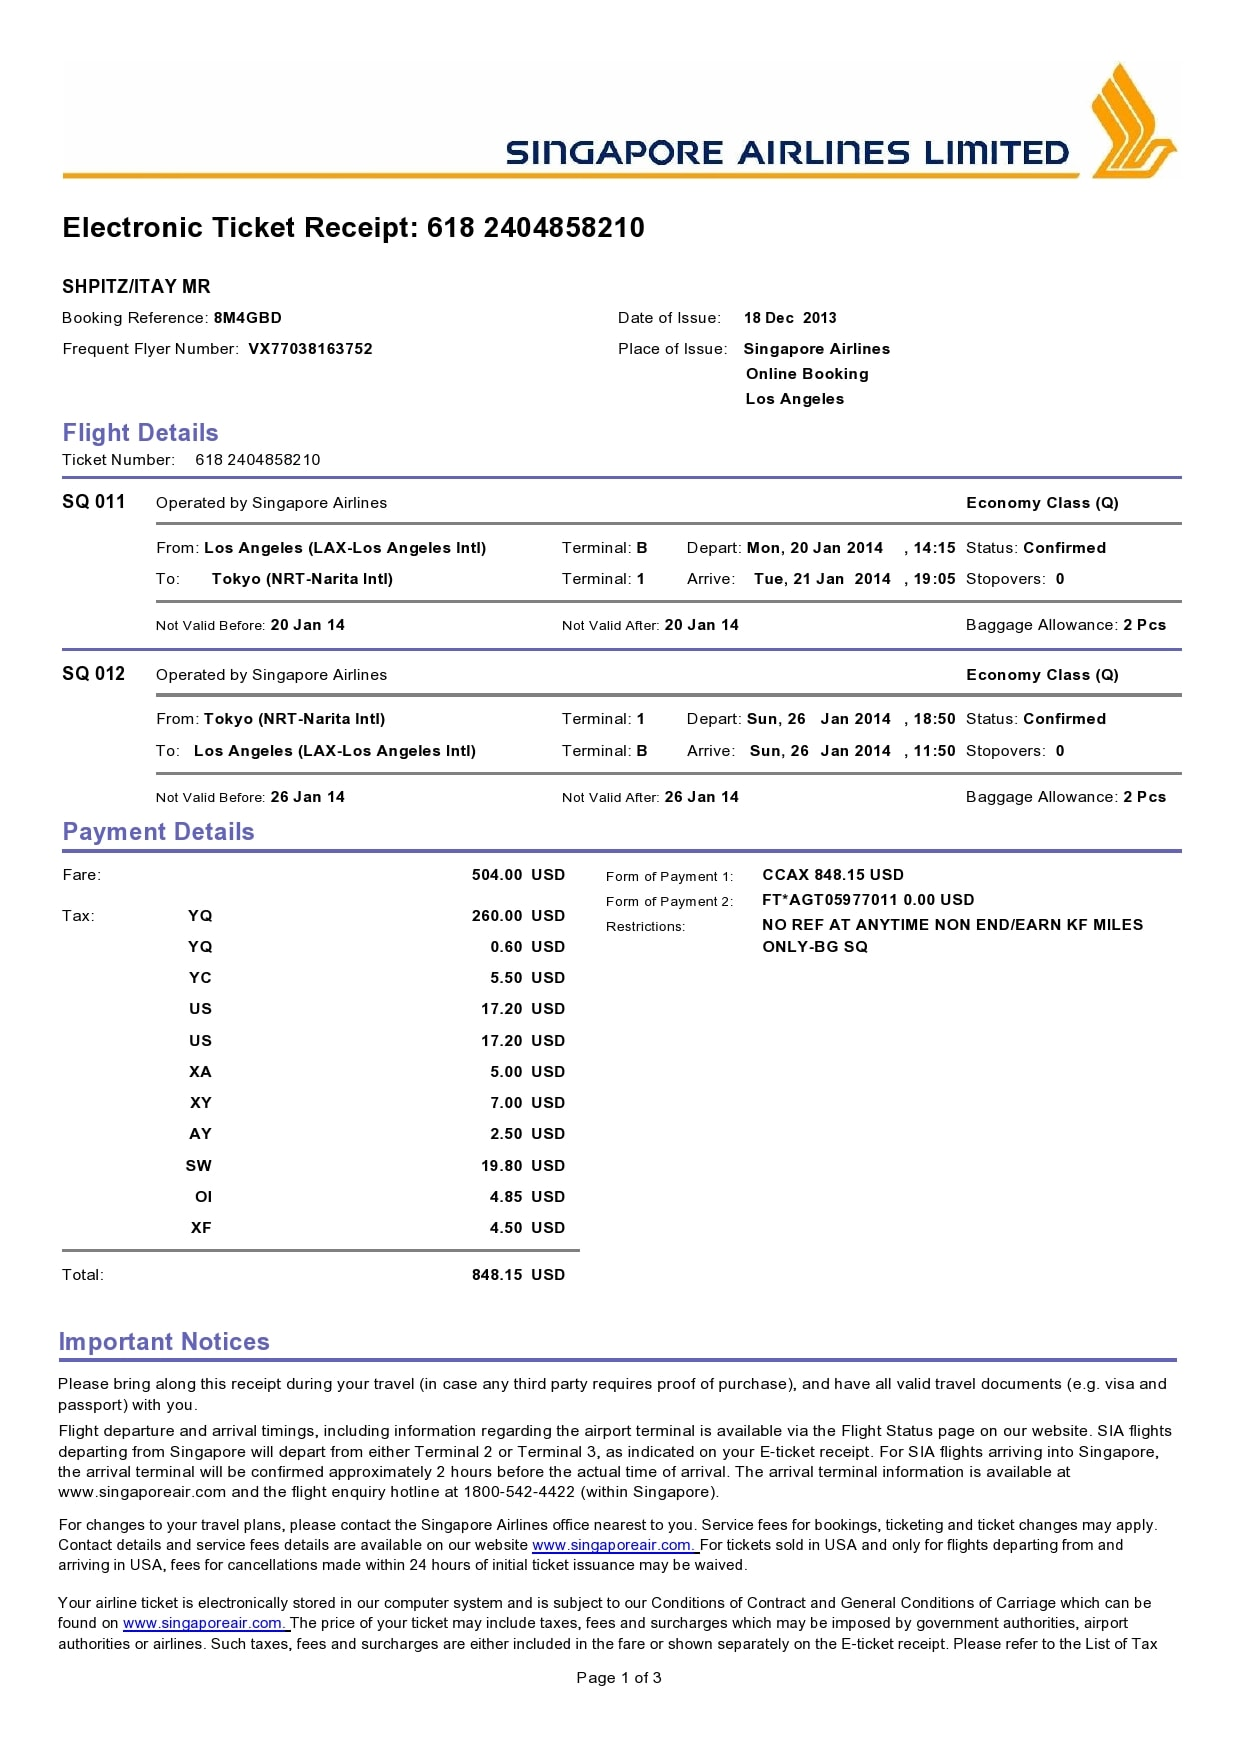 SINGAPORE AIRLINES LIMITED
Electronic Ticket Receipt: 618 2404858210
SHPITZ/ITAY MR
Booking Reference: 8M4GBD Date of Issue: 18 Dec 2013
Frequent Flyer Number: VX77038163752 Place of Issue: Singapore Airlines
Online Booking
Los Angeles
Flight Details
Ticket Number: 618 2404858210
SQ 011 Operated by Singapore Airlines Economy Class (Q)
From: Los Angeles (LAX-Los Angeles Intl) Terminal: B Depart: Mon, 20 Jan 2014 , 14:15 Status: Confirmed
To: Tokyo (NRT-Narita Intl) Terminal: 1 Arrive: Tue, 21 Jan 2014 , 19:05 Stopovers: 0
Not Valid Before: 20 Jan 14 Not Valid After: 20 Jan 14 Baggage Allowance: 2 Pcs
SQ 012 Operated by Singapore Airlines Economy Class (Q)
From: Tokyo (NRT-Narita Intl) Terminal: 1 Depart: Sun, 26 Jan 2014 , 18:50 Status: Confirmed
To: Los Angeles (LAX-Los Angeles Intl) Terminal: B Arrive: Sun, 26 Jan 2014 , 11:50 Stopovers: 0
Not Valid Before: 26 Jan 14 Not Valid After: 26 Jan 14 Baggage Allowance: 2 Pcs
Payment Details
Fare: 504.00 USD Form of Payment 1: CCAX 848.15 USD
Form of Payment 2: FT*AGT05977011 0.00 USD
Tax: YQ 260.00 USD Restrictions: NO REF AT ANYTIME NON END/EARN KF MILES
YQ 0.60 USD ONLY-BG SQ
YC 5.50 USD
US 17.20 USD
US 17.20 USD
XA 5.00 USD
XY 7.00 USD
AY 2.50 USD
SW 19.80 USD
OI 4.85 USD
XF 4.50 USD
Total: 848.15 USD
Important Notices
Please bring along this receipt during your travel (in case any third party requires proof of purchase), and have all valid travel documents (e.g. visa and
passport) with you.
Flight departure and arrival timings, including information regarding the airport terminal is available via the Flight Status page on our website. SIA flights
departing from Singapore will depart from either Terminal 2 or Terminal 3, as indicated on your E-ticket receipt. For SIA flights arriving into Singapore,
the arrival terminal will be confirmed approximately 2 hours before the actual time of arrival. The arrival terminal information is available at
www.singaporeair.com and the flight enquiry hotline at 1800-542-4422 (within Singapore).
For changes to your travel plans, please contact the Singapore Airlines office nearest to you. Service fees for bookings, ticketing and ticket changes may apply.
Contact details and service fees details are available on our website www.singaporeair.com. For tickets sold in USA and only for flights departing from and
arriving in USA, fees for cancellations made within 24 hours of initial ticket issuance may be waived.
Your airline ticket is electronically stored in our computer system and is subject to our Conditions of Contract and General Conditions of Carriage which can be
found on www.singaporeair.com. The price of your ticket may include taxes, fees and surcharges which may be imposed by government authorities, airport
authorities or airlines. Such taxes, fees and surcharges are either included in the fare or shown separately on the E-ticket receipt. Please refer to the List of Tax
Page 1 of 3